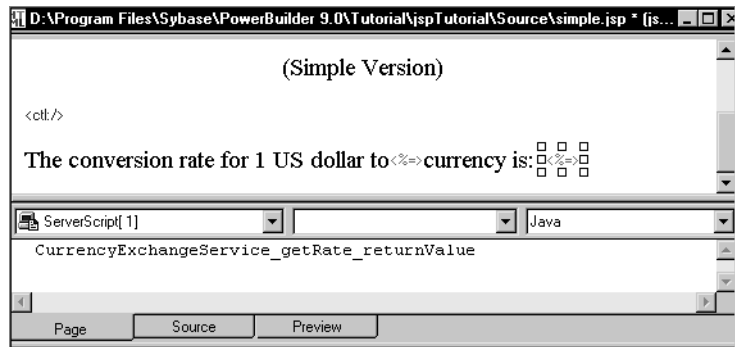 D:\Program Files\Sybase\PowerBuilder 9.0\Tutorial\jspTutorial\Source\simple.jsp * (js...
(Simple Version)
<ctl:/>
The conversion rate for 1 US dollar to<%=>currency is:<%=>
ServerScript[ 1] Java
CurrencyExchangeService_getRate_returnValue
Page Source Preview